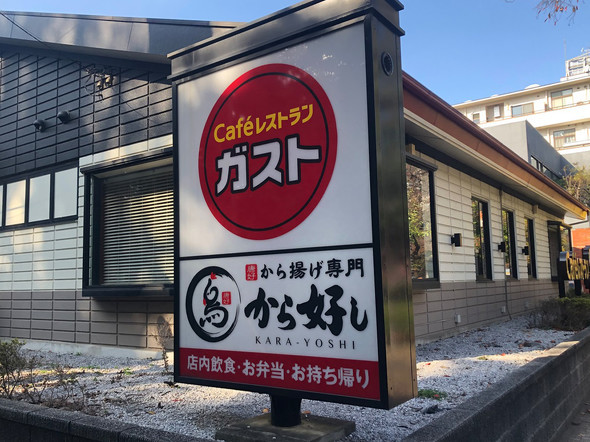 Caféレストラン
ガスト
から揚げ専門
鳥
から好し
KARA-YOSHI
店内飲食・お弁当・お持ち帰り